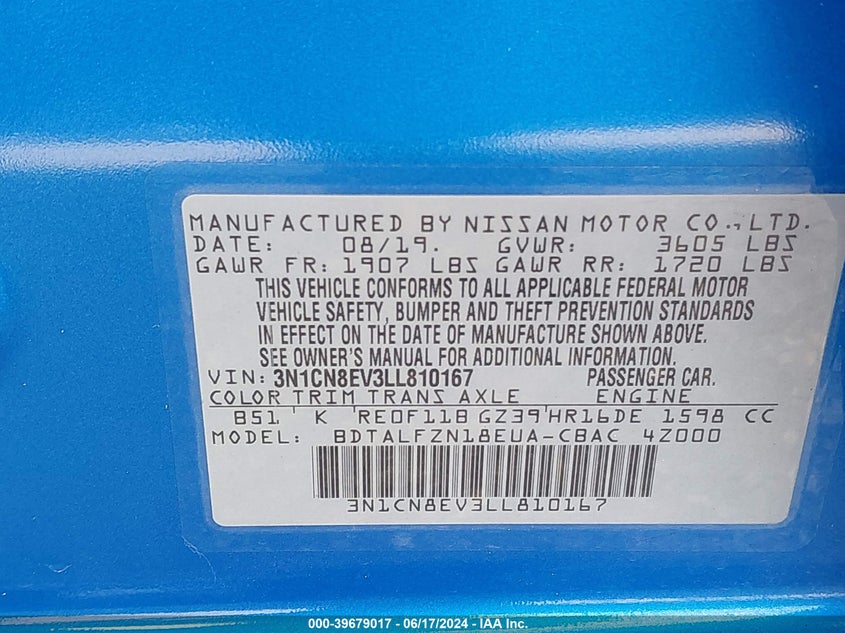 MANUFACTURED BY NISSAN MOTOR CO., LTD.
DATE: 08/19. GVWR: 3605 LBS
GAWR FR: 1907 LBS GAWR RR: 1720 LBS
THIS VEHICLE CONFORMS TO ALL APPLICABLE FEDERAL MOTOR
VEHICLE SAFETY, BUMPER AND THEFT PREVENTION STANDARDS
IN EFFECT ON THE DATE OF MANUFACTURE SHOWN ABOVE.
SEE OWNER'S MANUAL FOR ADDITIONAL INFORMATION.
VIN: 3N1CN8EV3LL810167 PASSENGER CAR.
COLOR TRIM TRANS AXLE ENGINE
B51 K RE0F11B GZ39 HR16DE 1598 CC
MODEL: BDTALFZN18EUA-CBAC 4Z000
3N1CN8EV3LL810167
000-39679017 - 06/17/2024 - IAA Inc.